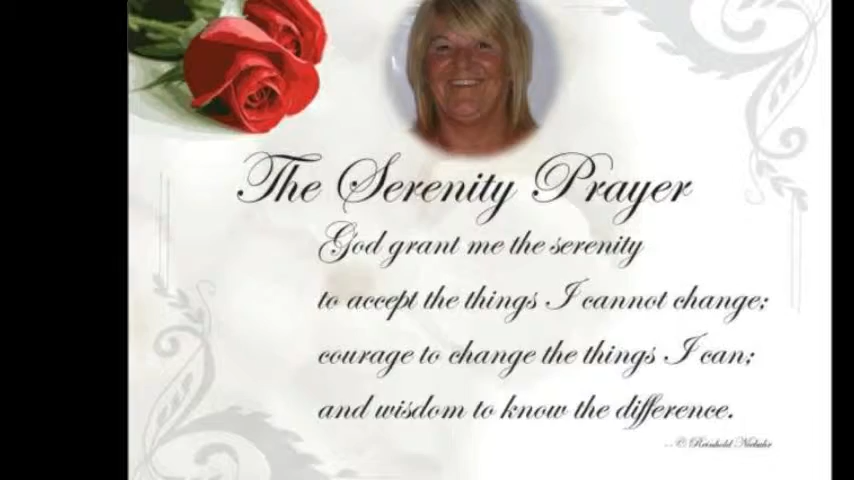 The Serenity Prayer
God grant me the serenity
to accept the things I cannot change;
courage to change the things I can;
and wisdom to know the difference.
--© Reinhold Niebuhr